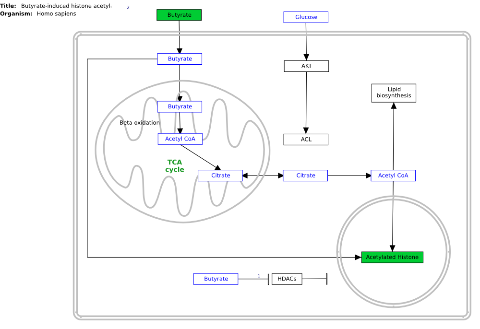 Title: Butyrate-induced histone acetyl-
Organism: Homo sapiens
Butyrate
Glucose
Butyrate
AKT
Lipid
biosynthesis
Butyrate
Beta oxidation
Acetyl CoA
ACL
TCA
cycle
Citrate
Citrate
Acetyl CoA
Acetylated Histone
Butyrate
HDACs